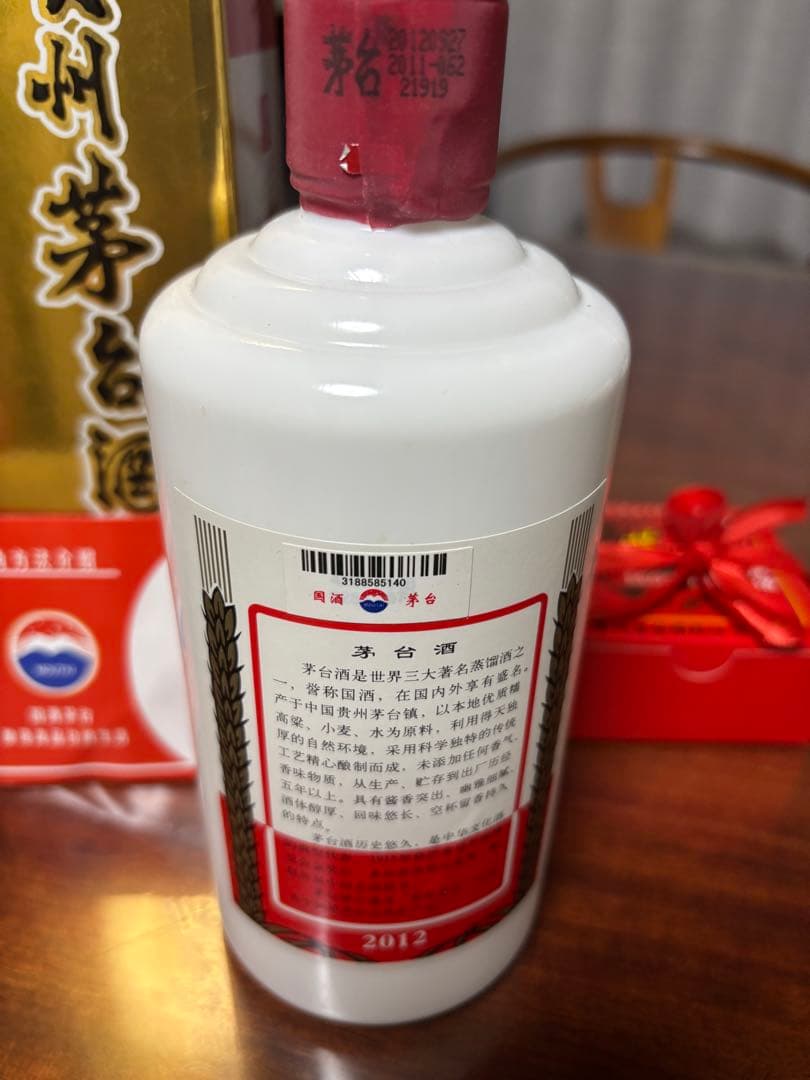 州茅台酒
茅台
20120927
2011-062
21919
3188585140
国酒 茅台
茅台酒
茅台酒是世界三大著名蒸馏酒之
一，誉称国酒，在国内外享有盛名。
产于中国贵州茅台镇，以本地优质糯
高粱、小麦、水为原料，利用得天独
厚的自然环境，采用科学独特的传统
工艺精心酿制而成，未添加任何香气、
香味物质，从生产、贮存到出厂历经
五年以上。具有酱香突出、幽雅细腻、
酒体醇厚、回味悠长、空杯留香持久
的特点。
茅台酒历史悠久，是中华文化酒
2012